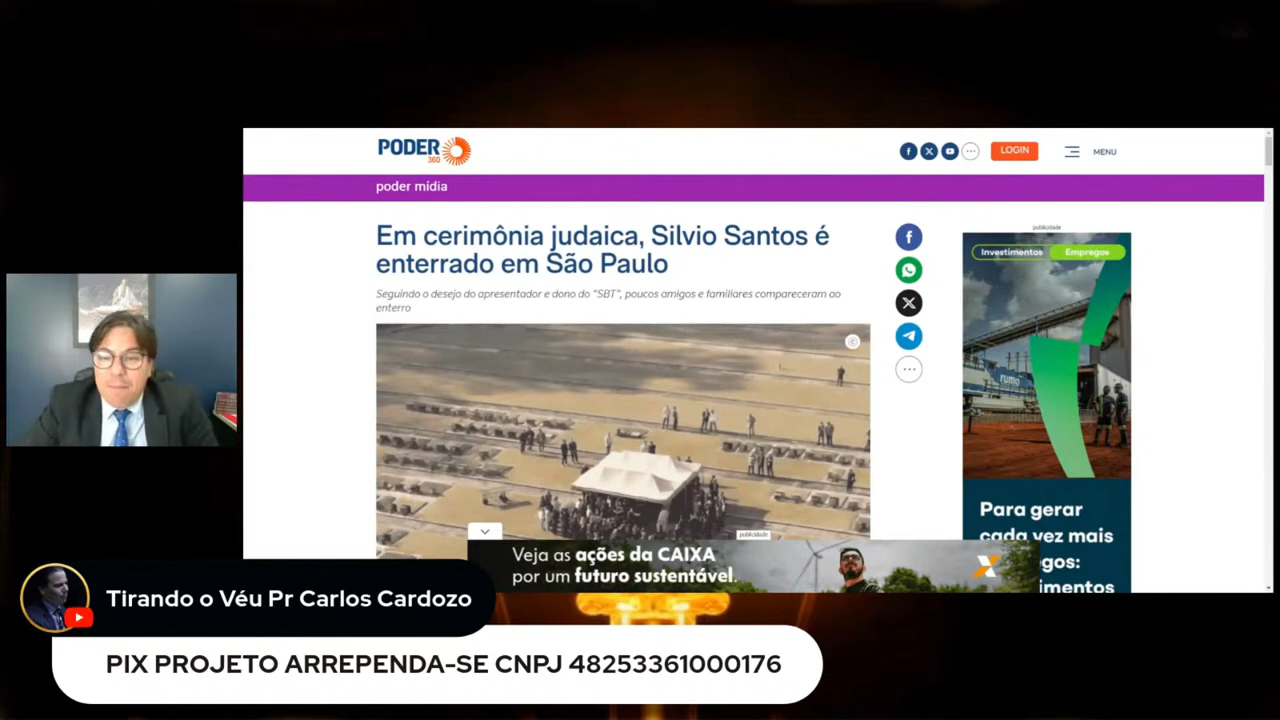 PODER
360
LOGIN
MENU
poder mídia
Em cerimônia judaica, Silvio Santos é
enterrado em São Paulo
Seguindo o desejo do apresentador e dono do "SBT", poucos amigos e familiares compareceram ao
enterro
publicidade
Investimentos Empregos
rumo
Para gerar
cada vez mais
publicidade
Veja as ações da CAIXA
por um futuro sustentável.
Tirando o Véu Pr Carlos Cardozo
PIX PROJETO ARREPENDA-SE CNPJ 48253361000176